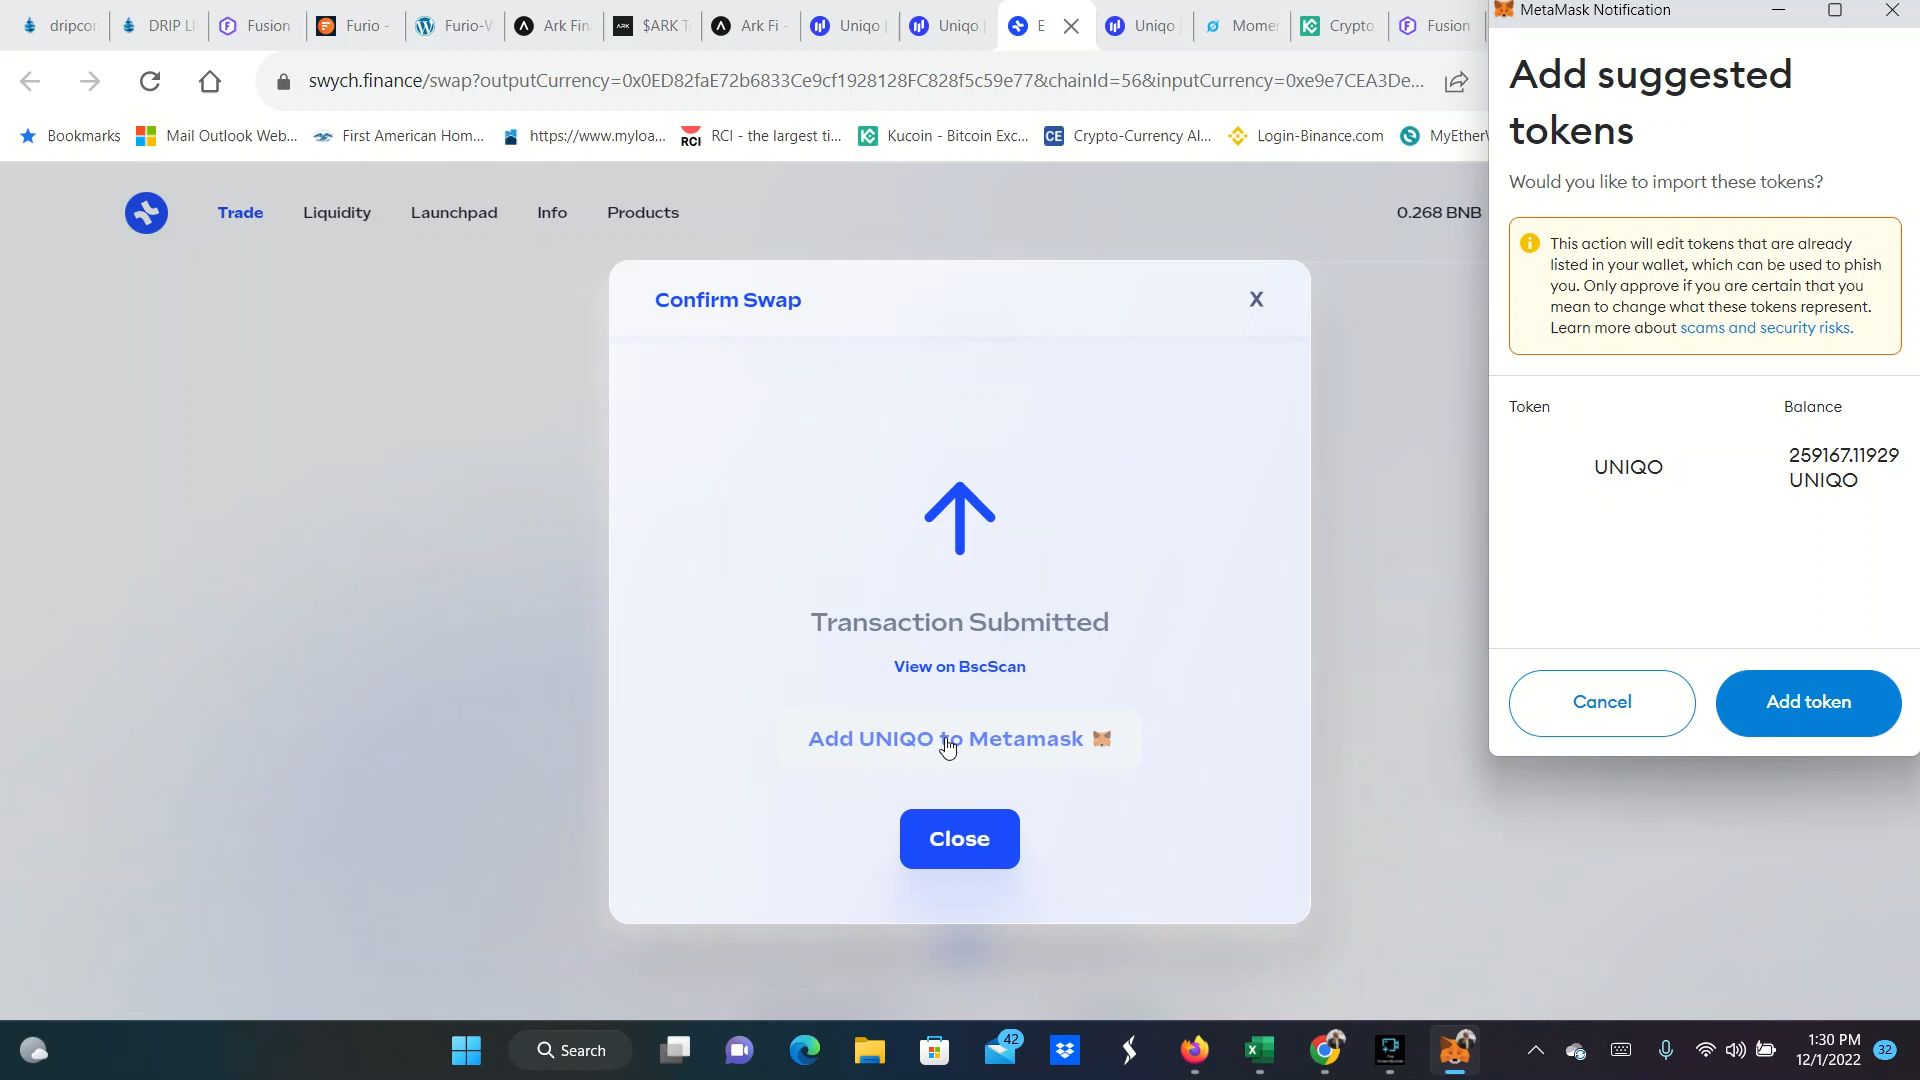 dripcor
DRIP LI
Fusion
Furio -
Furio-W
Ark Fin
$ARK T
Ark Fi -
Uniqo |
Uniqo |
E
Uniqo |
Mome
Crypto
Fusion
MetaMask Notification
swych.finance/swap?outputCurrency=0x0ED82faE72b6833Ce9cf1928128FC828f5c59e77&chainId=56&inputCurrency=0xe9e7CEA3De...
Bookmarks
Mail Outlook Web...
First American Hom...
https://www.myloa...
RCI - the largest ti...
Kucoin - Bitcoin Exc...
Crypto-Currency AI...
Login-Binance.com
MyEtherW
Trade
Liquidity
Launchpad
Info
Products
0.268 BNB
Confirm Swap
X
Transaction Submitted
View on BscScan
Add UNIQO to Metamask
Close
Add suggested
tokens
Would you like to import these tokens?
This action will edit tokens that are already
listed in your wallet, which can be used to phish
you. Only approve if you are certain that you
mean to change what these tokens represent.
Learn more about scams and security risks.
Token
Balance
UNIQO
259167.11929
UNIQO
Cancel
Add token
Search
42
1:30 PM
12/1/2022
32